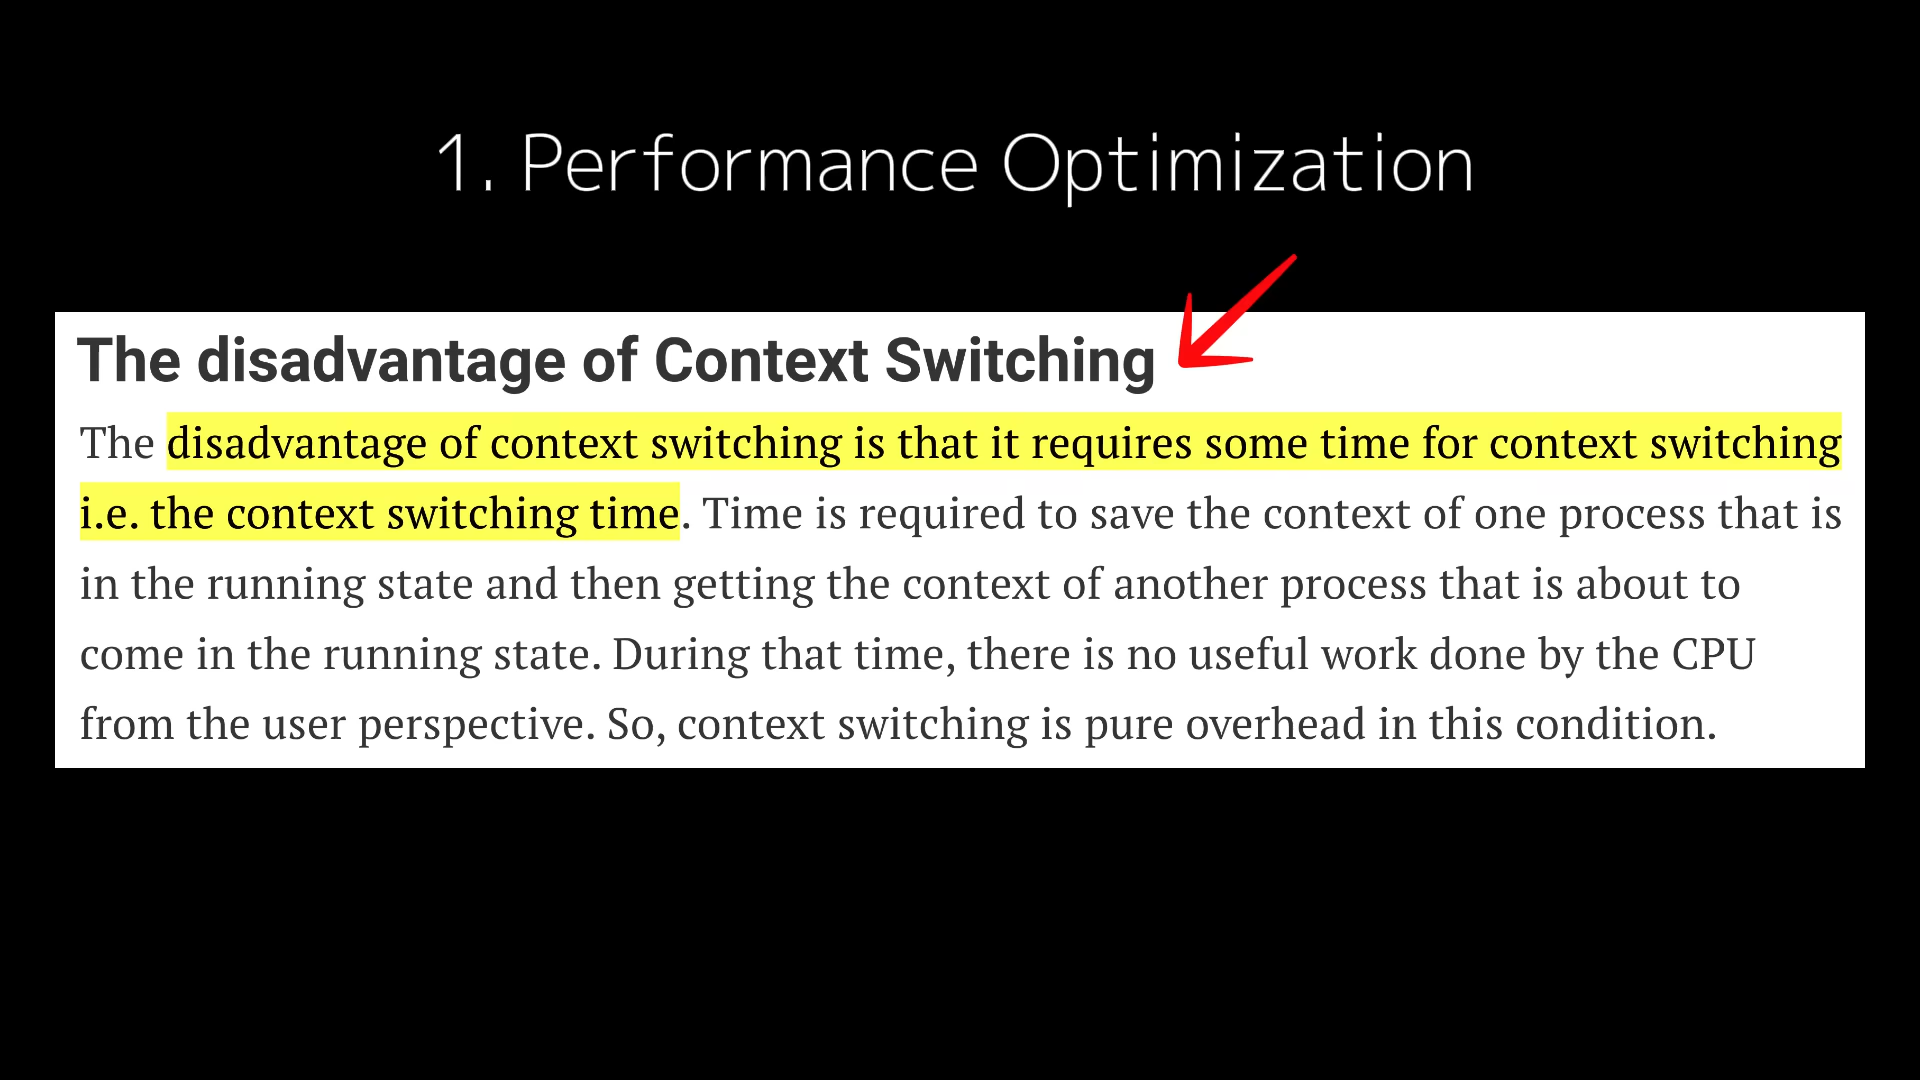 1. Performance Optimization
The disadvantage of Context Switching
The disadvantage of context switching is that it requires some time for context switching
i.e. the context switching time. Time is required to save the context of one process that is
in the running state and then getting the context of another process that is about to
come in the running state. During that time, there is no useful work done by the CPU
from the user perspective. So, context switching is pure overhead in this condition.